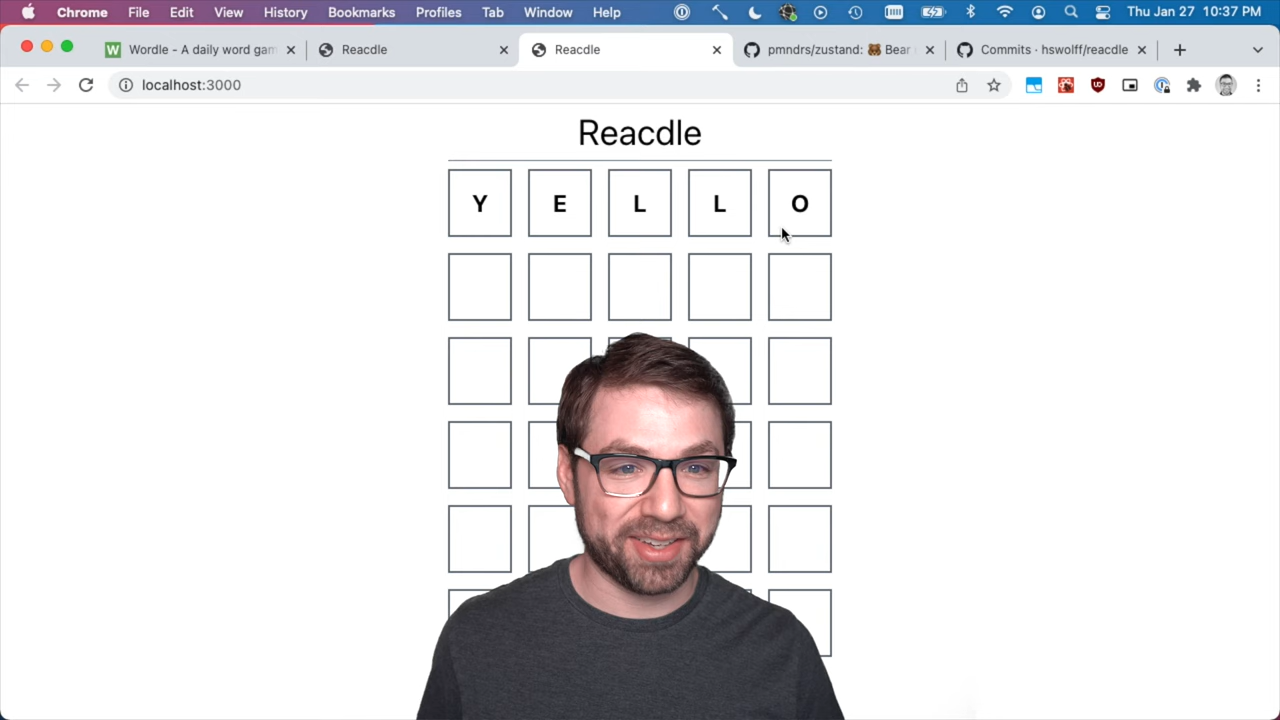 Chrome File Edit View History Bookmarks Profiles Tab Window Help Thu Jan 27 10:37 PM
W Wordle - A daily word gam Reacdle Reacdle pmndrs/zustand: 🐻 Bear Commits · hswolff/reacdle
localhost:3000
Reacdle
Y E L L O